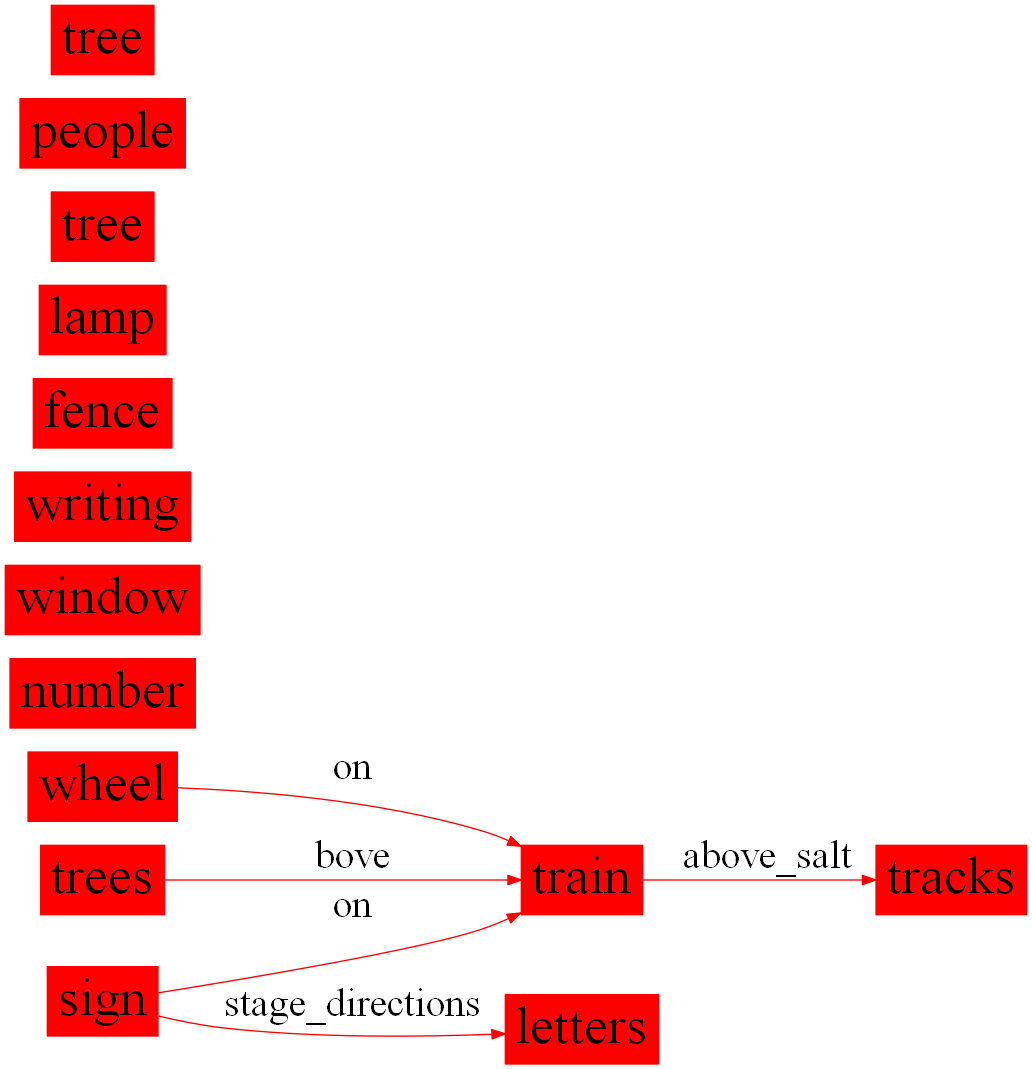 tree
people
tree
lamp
fence
writing
window
number
wheel
on
trees
bove
train
above_salt
tracks
on
sign
stage_directions
letters